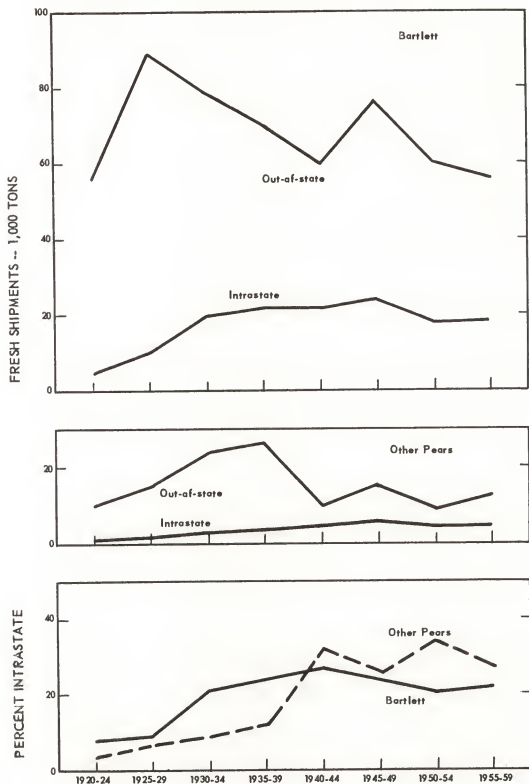 100
Bartlett
80
60
Out-af-state
40
Intrastate
20
0
FRESH SHIPMENTS -- 1,000 TONS
Other Pears
20
Out-af-state
Intrastate
0
40
Other Pears
20
Bartlett
0
PERCENT INTRASTATE
1920-24 1925-29 1930-34 1935-39 1940-44 1945-49 1950-54 1955-59